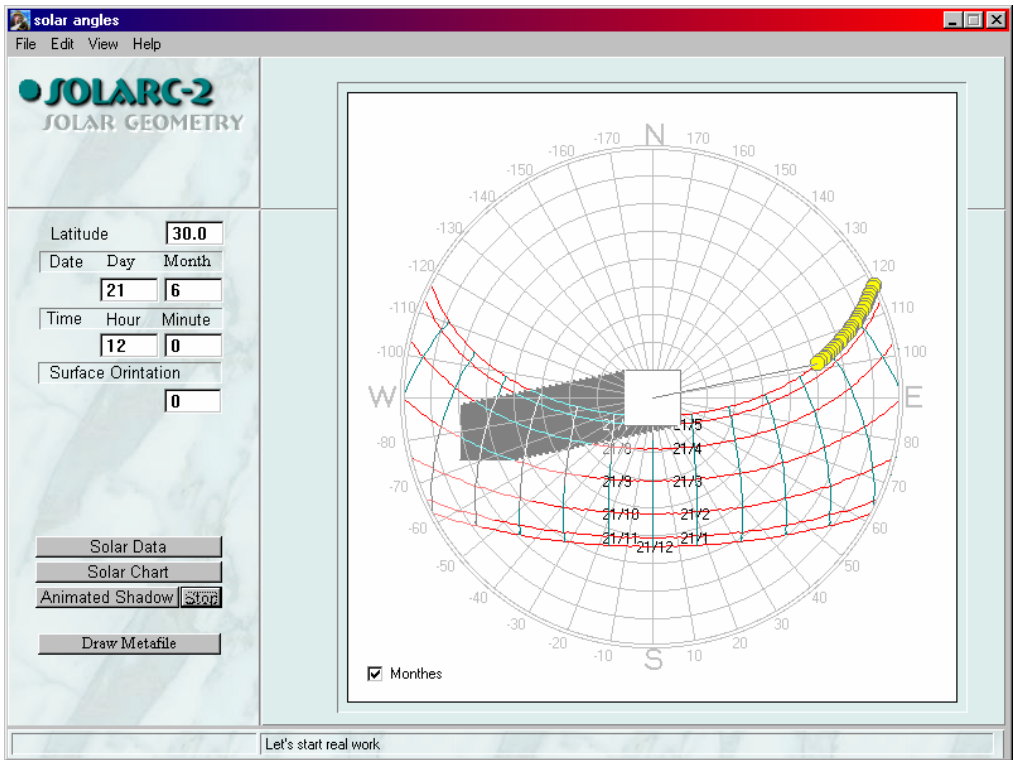 solar angles
File Edit View Help
SOLARC-2
SOLAR GEOMETRY
Latitude 30.0
Date Day Month
21 6
Time Hour Minute
12 0
Surface Orintation
0
Solar Data
Solar Chart
Animated Shadow Stop
Draw Metafile
N
-170 170
-160 160
-150 150
-140 140
-130 130
-120 120
-110 110
-100 100
W E
-80 80
-70 70
-60 60
-50 50
-40 40
-30 30
-20 20
-10 10
S
21/5
21/8 21/4
21/9 21/3
21/10 21/2
21/11 21/1
21/12
Monthes
Let's start real work